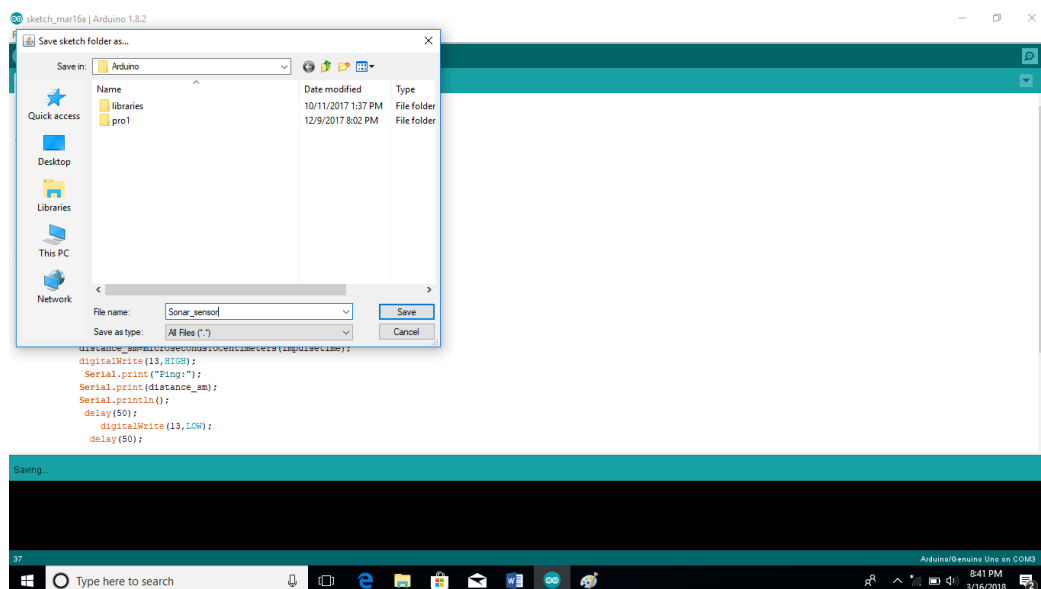 sketch_mar16a | Arduino 1.8.2
Save sketch folder as...
Save in: Arduino
Name Date modified Type
libraries 10/11/2017 1:37 PM File folder
pro1 12/9/2017 8:02 PM File folder
Quick access
Desktop
Libraries
This PC
Network
File name: Sonar_sensor Save
Save as type: All Files (*.*) Cancel
distance_sm=microsecondsToCentimeters(impulseTime);
digitalWrite(13,HIGH);
Serial.print("Ping:");
Serial.print(distance_sm);
Serial.println();
delay(50);
digitalWrite(13,LOW);
delay(50);
Saving...
37 Arduino/Genuino Uno on COM3
Type here to search
8:41 PM
3/16/2018